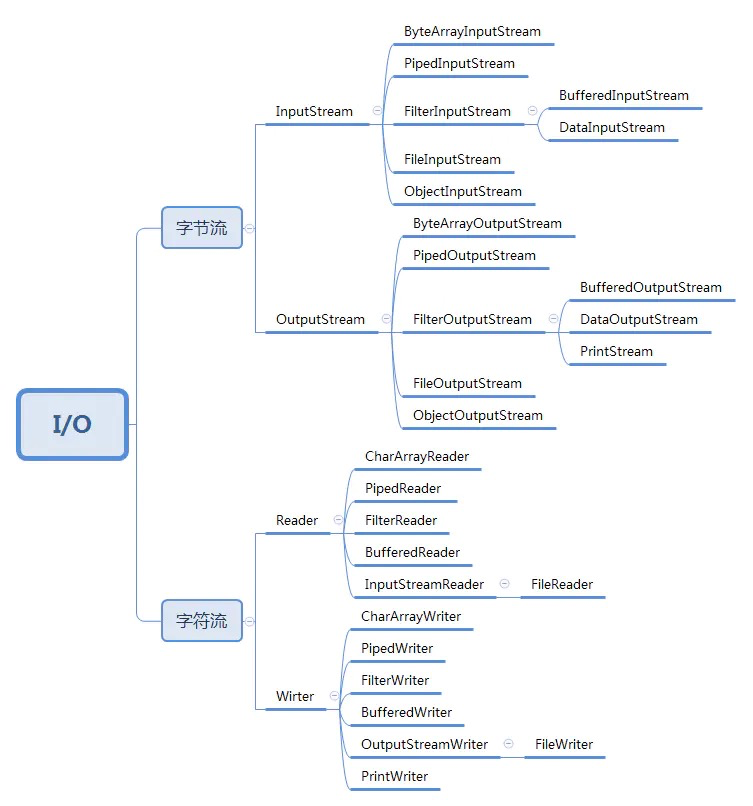 I/O
字节流
InputStream
ByteArrayInputStream
PipedInputStream
FilterInputStream
BufferedInputStream
DataInputStream
FileInputStream
ObjectInputStream
OutputStream
ByteArrayOutputStream
PipedOutputStream
FilterOutputStream
BufferedOutputStream
DataOutputStream
PrintStream
FileOutputStream
ObjectOutputStream
字符流
Reader
CharArrayReader
PipedReader
FilterReader
BufferedReader
InputStreamReader
FileReader
Wirter
CharArrayWriter
PipedWriter
FilterWriter
BufferedWriter
OutputStreamWriter
FileWriter
PrintWriter